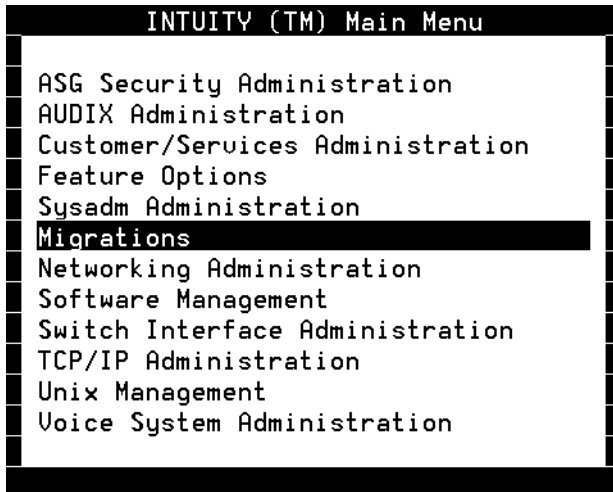 INTUITY (TM) Main Menu
ASG Security Administration
AUDIX Administration
Customer/Services Administration
Feature Options
Sysadm Administration
Migrations
Networking Administration
Software Management
Switch Interface Administration
TCP/IP Administration
Unix Management
Voice System Administration